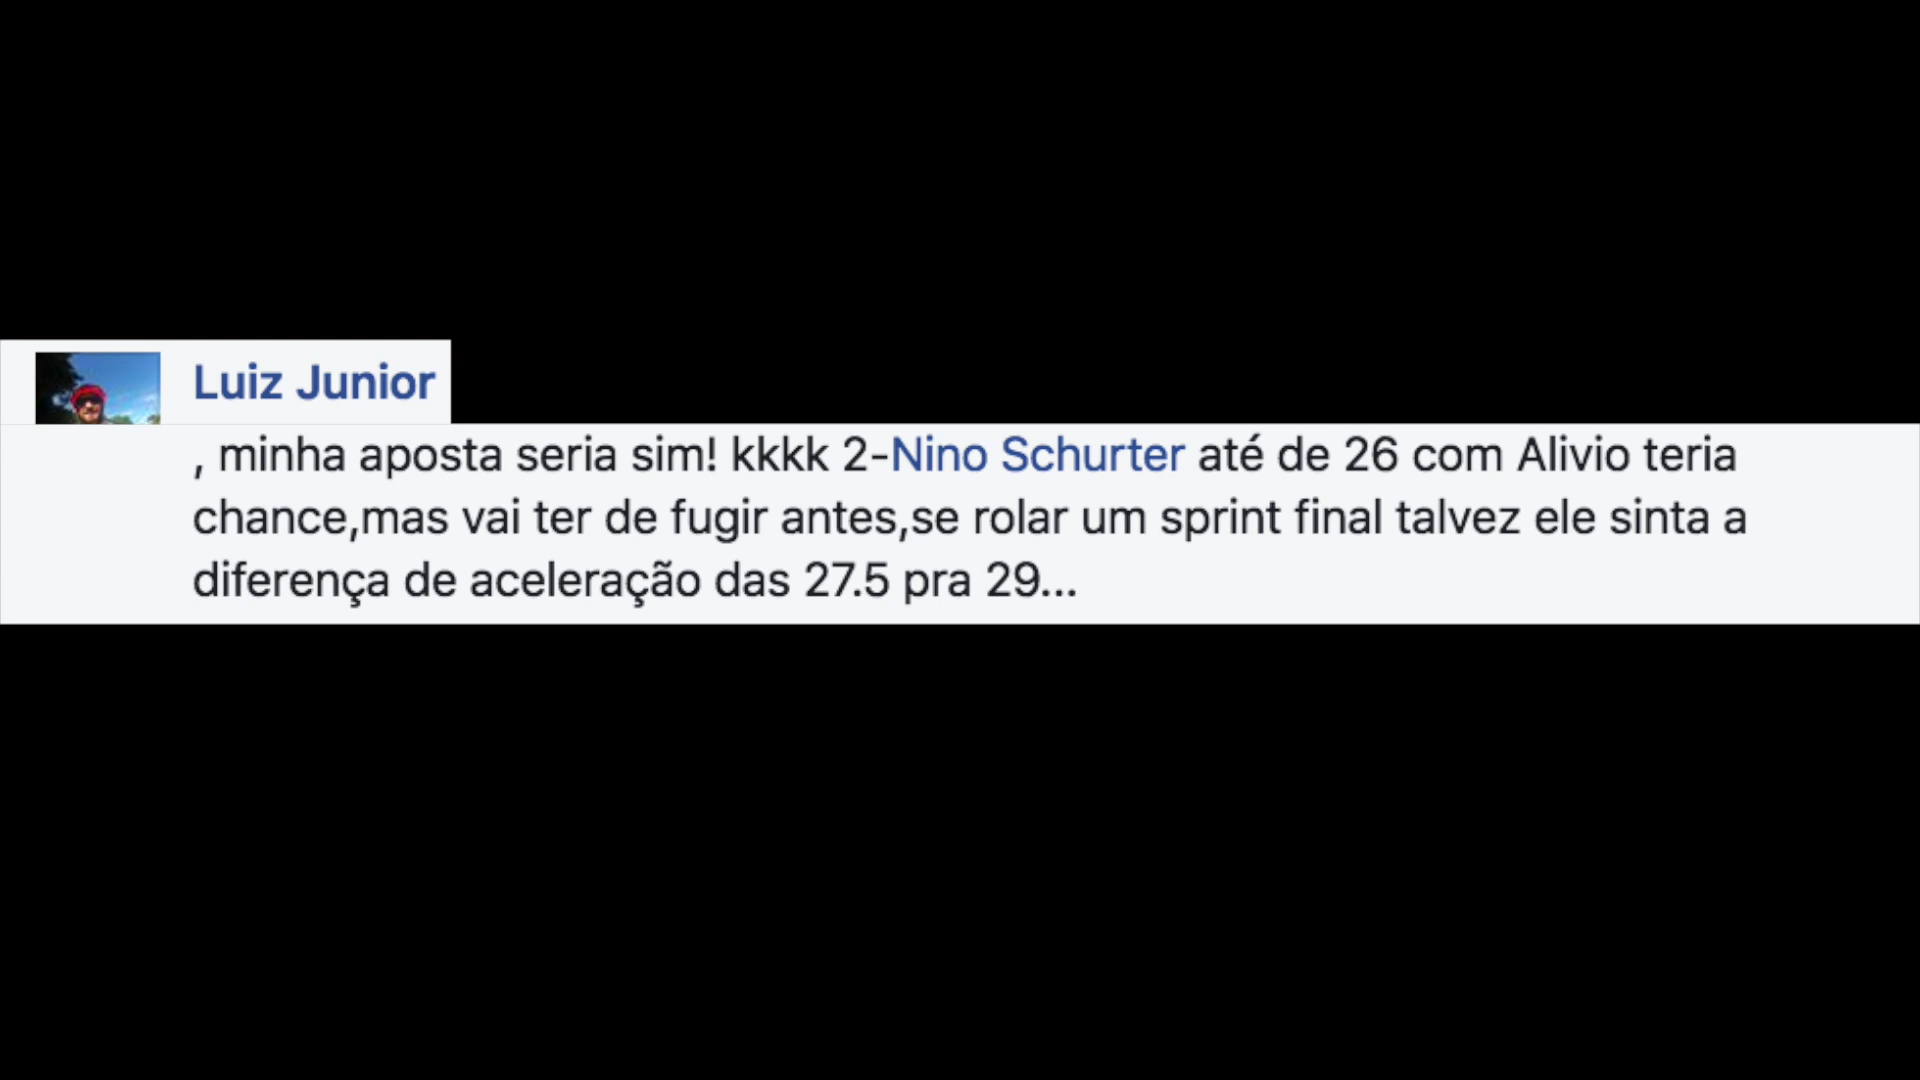 Luiz Junior
, minha aposta seria sim! kkkk 2-Nino Schurter até de 26 com Alivio teria
chance,mas vai ter de fugir antes,se rolar um sprint final talvez ele sinta a
diferença de aceleração das 27.5 pra 29...